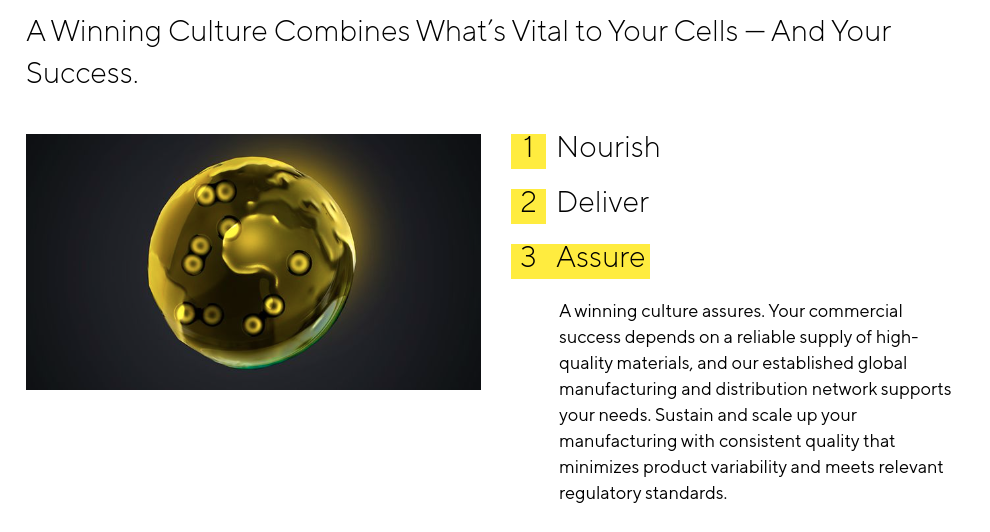 A Winning Culture Combines What’s Vital to Your Cells — And Your
Success.
1 Nourish
2 Deliver
3 Assure
A winning culture assures. Your commercial
success depends on a reliable supply of high-
quality materials, and our established global
manufacturing and distribution network supports
your needs. Sustain and scale up your
manufacturing with consistent quality that
minimizes product variability and meets relevant
regulatory standards.